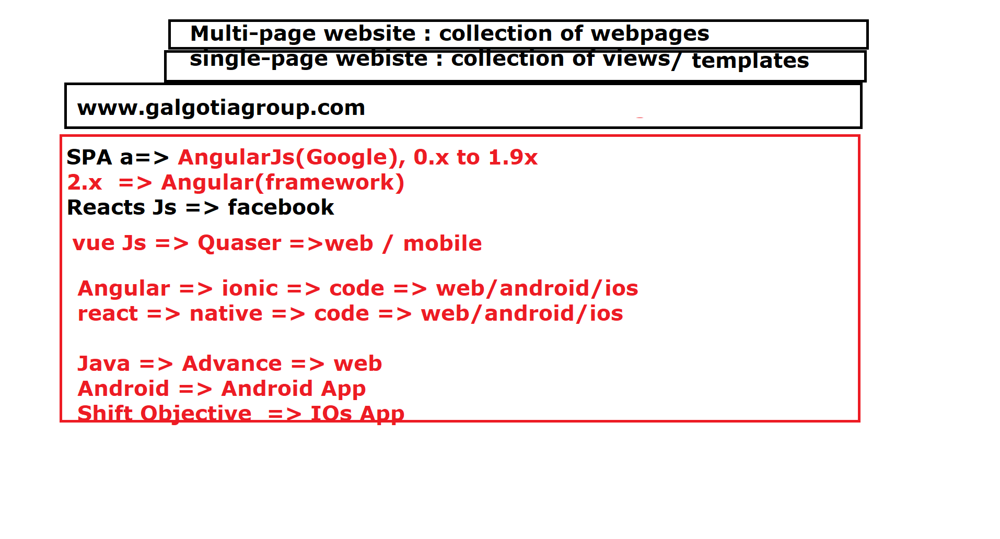 Multi-page website : collection of webpages
single-page webiste : collection of views/ templates
www.galgotiagroup.com
SPA a=> AngularJs(Google), 0.x to 1.9x
2.x => Angular(framework)
Reacts Js => facebook
vue Js => Quaser =>web / mobile
Angular => ionic => code => web/android/ios
react => native => code => web/android/ios
Java => Advance => web
Android => Android App
Shift Objective => IOs App